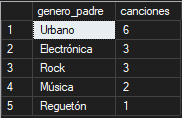 genero_padre canciones
1 Urbano 6
2 Electrónica 3
3 Rock 3
4 Música 2
5 Reguetón 1